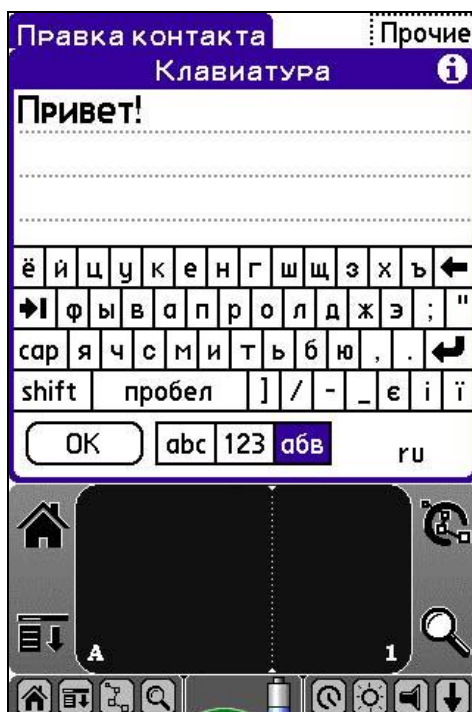 Правка контакта Прочие
Клавиатура
Привет!
ё й ц у к е н г ш щ з х ъ
ф ы в а п р о л д ж э ; "
cap я ч с м и т ь б ю , .
shift пробел ] / - _ є і ї
OK abc 123 абв ru
A 1